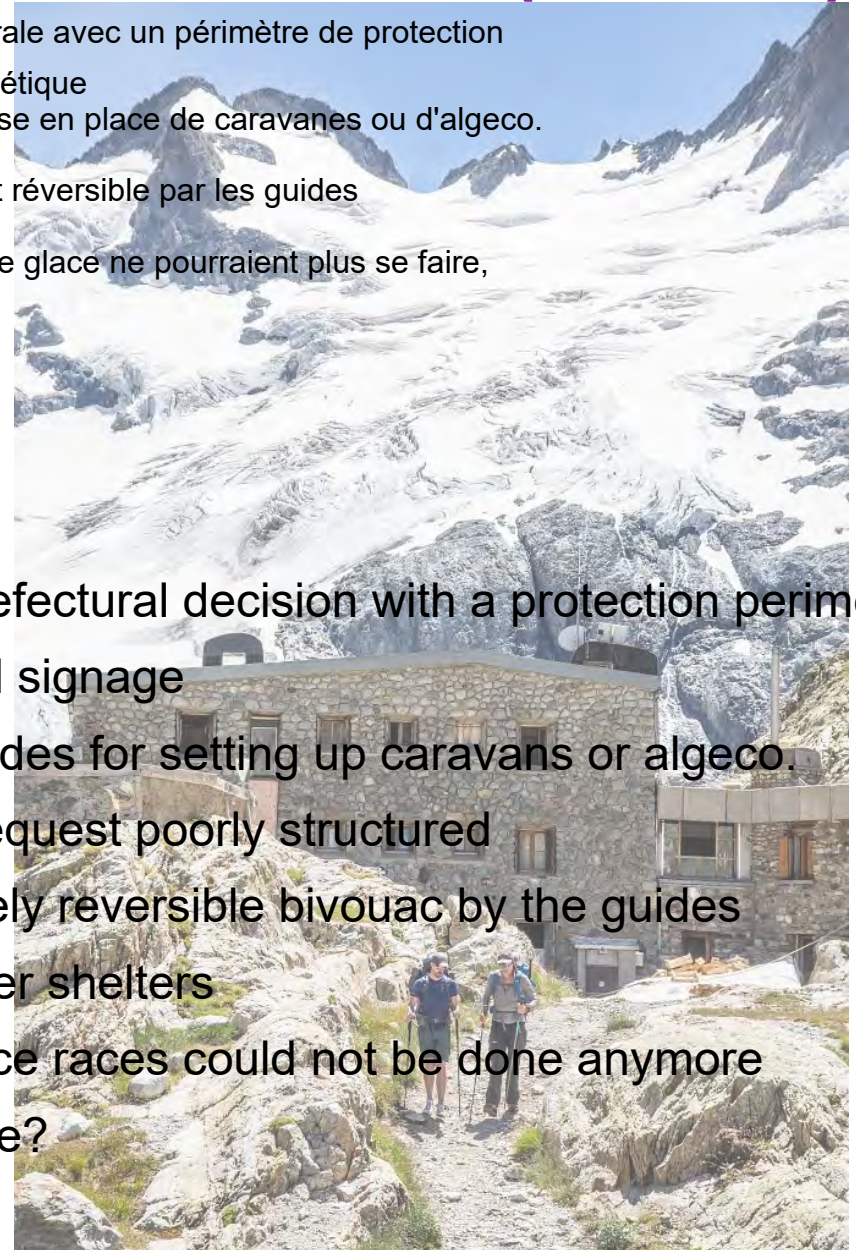 rale avec un périmètre de protection
étique
se en place de caravanes ou d'algeco.
t réversible par les guides
e glace ne pourraient plus se faire,
efectural decision with a protection perim
l signage
des for setting up caravans or algeco.
equest poorly structured
ely reversible bivouac by the guides
er shelters
ce races could not be done anymore
e?